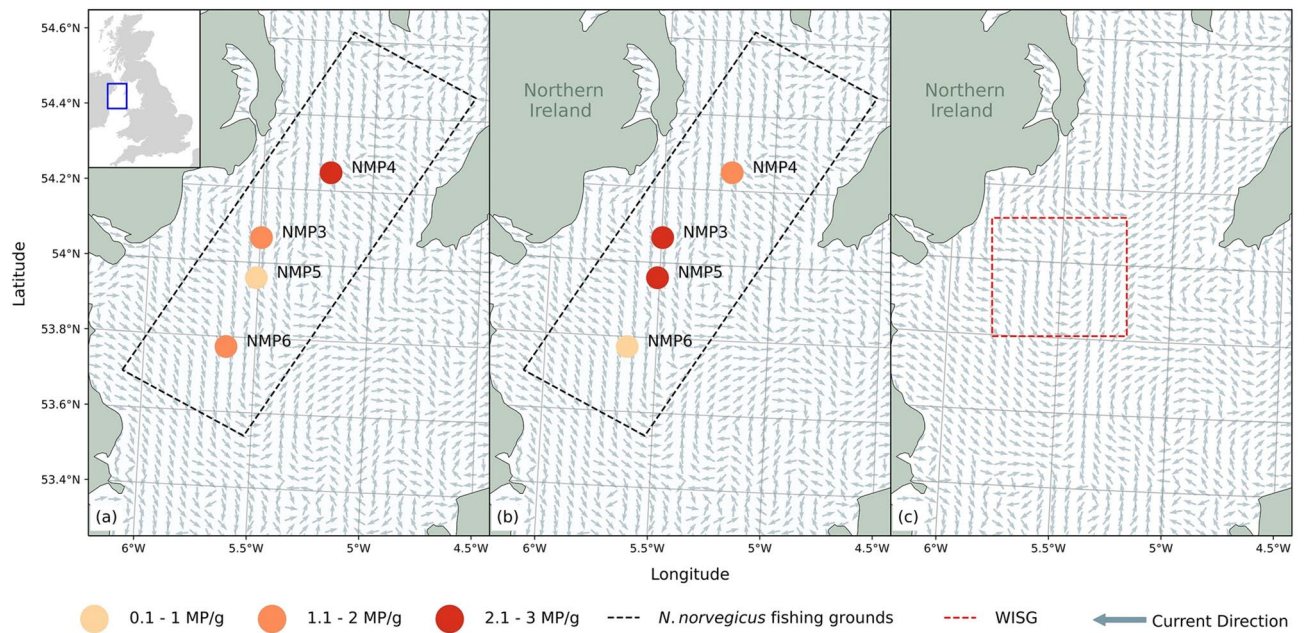 54.6°N
54.4°N
54.2°N
54°N
53.8°N
53.6°N
53.4°N
Latitude
NMP4
NMP3
NMP5
NMP6
(a)
6°W
5.5°W
5°W
4.5°W
Northern
Ireland
NMP4
NMP3
NMP5
NMP6
(b)
6°W
5.5°W
5°W
4.5°W
Northern
Ireland
(c)
6°W
5.5°W
5°W
4.5°W
Longitude
0.1 - 1 MP/g
1.1 - 2 MP/g
2.1 - 3 MP/g
N. norvegicus fishing grounds
WISG
Current Direction